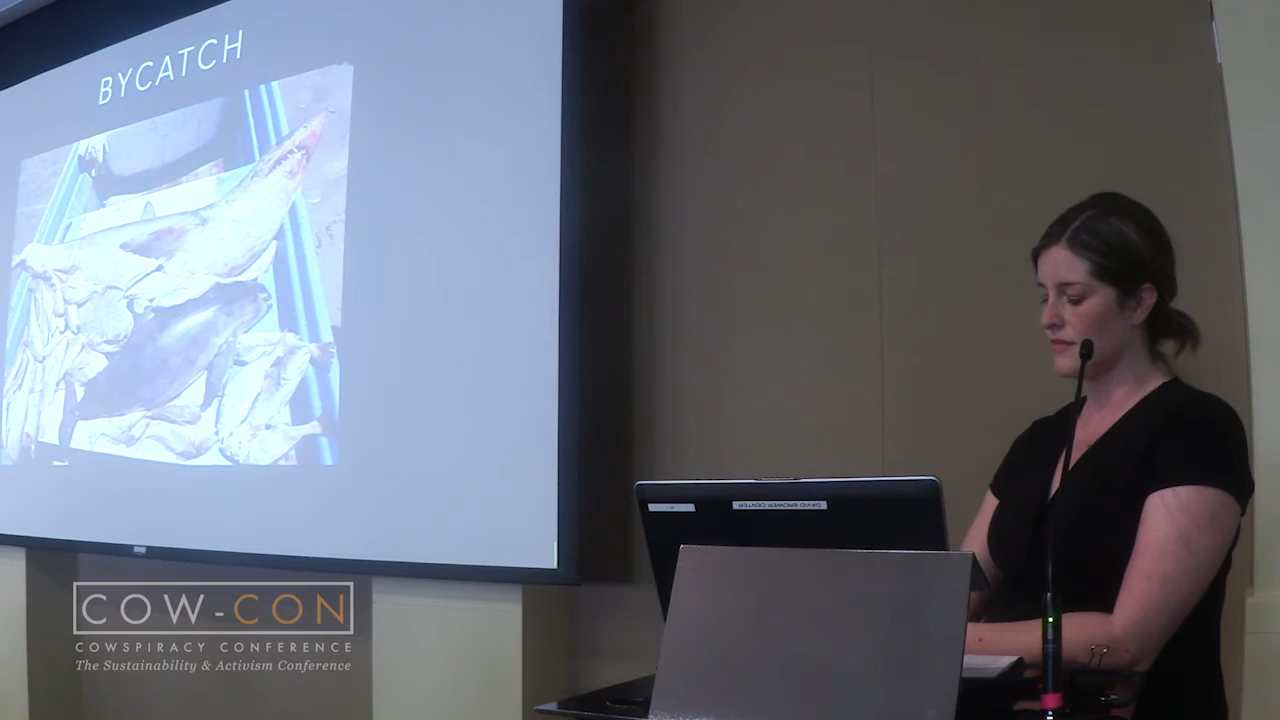 BYCATCH
DAVID BROWER CENTER
COW-CON
COWSPIRACY CONFERENCE
The Sustainability & Activism Conference